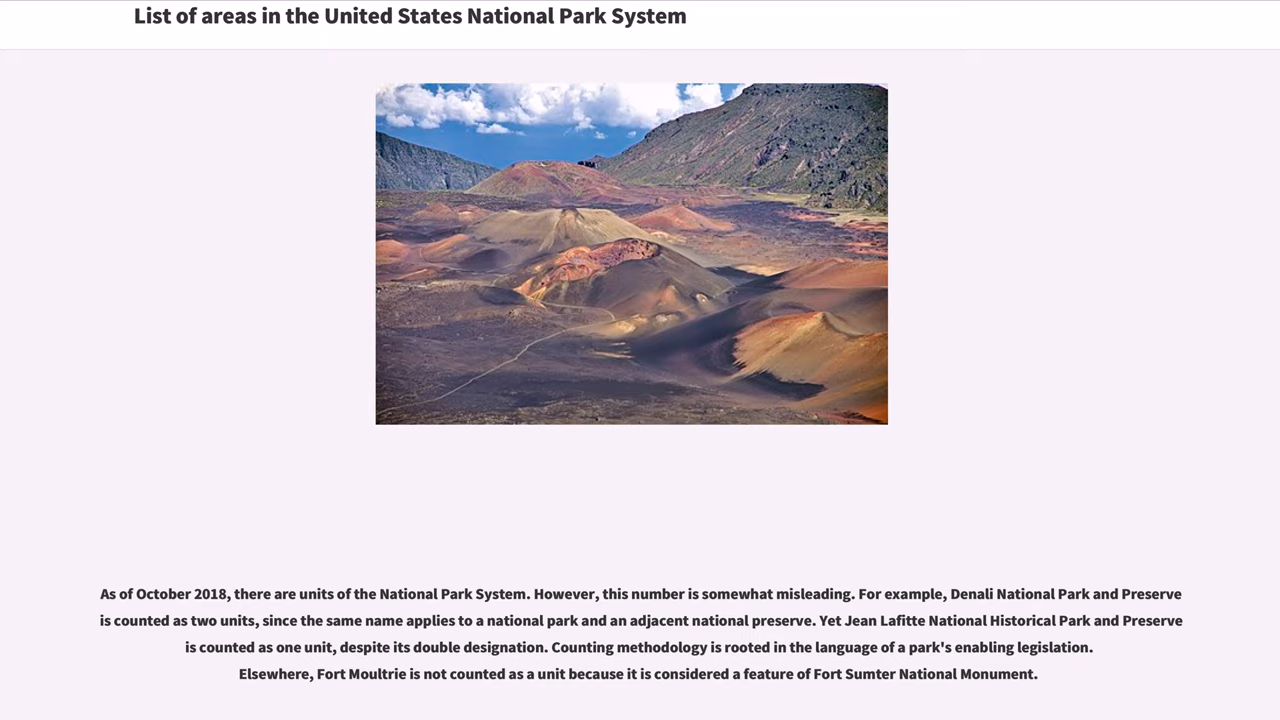 List of areas in the United States National Park System
As of October 2018, there are units of the National Park System. However, this number is somewhat misleading. For example, Denali National Park and Preserve
is counted as two units, since the same name applies to a national park and an adjacent national preserve. Yet Jean Lafitte National Historical Park and Preserve
is counted as one unit, despite its double designation. Counting methodology is rooted in the language of a park's enabling legislation.
Elsewhere, Fort Moultrie is not counted as a unit because it is considered a feature of Fort Sumter National Monument.